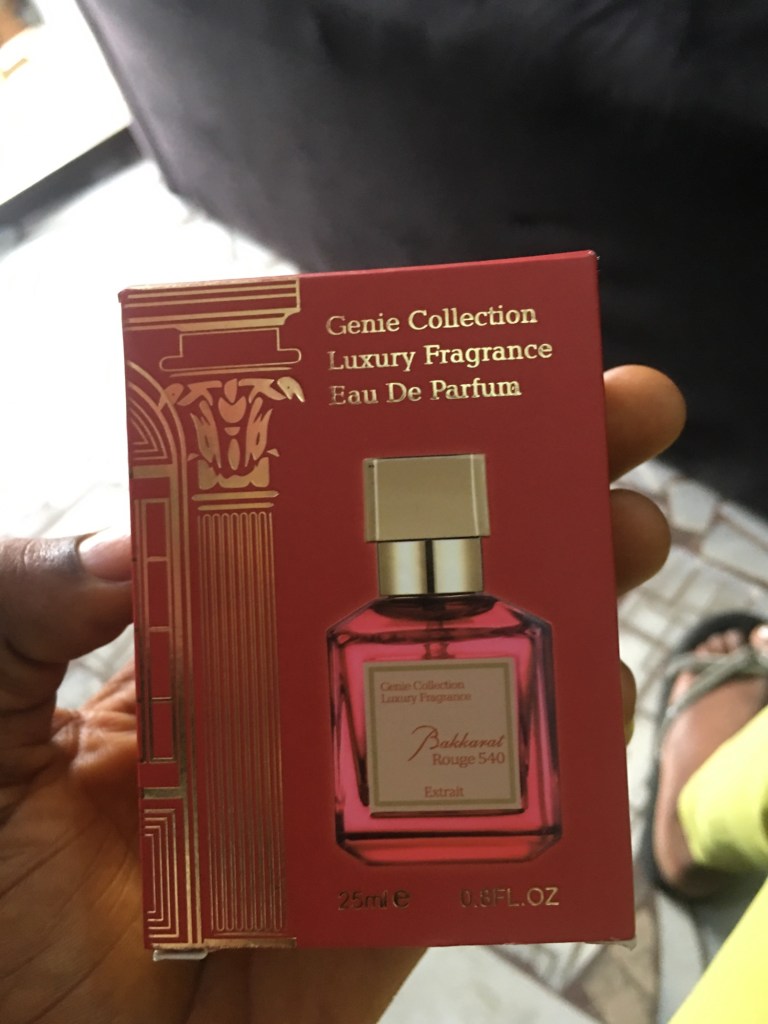 Genie Collection
Luxury Fragrance
Eau De Parfum
Genie Collection
Luxury Fragrance
Bakkarat
Rouge 540
Extrait
25ml e 0.8FL.OZ